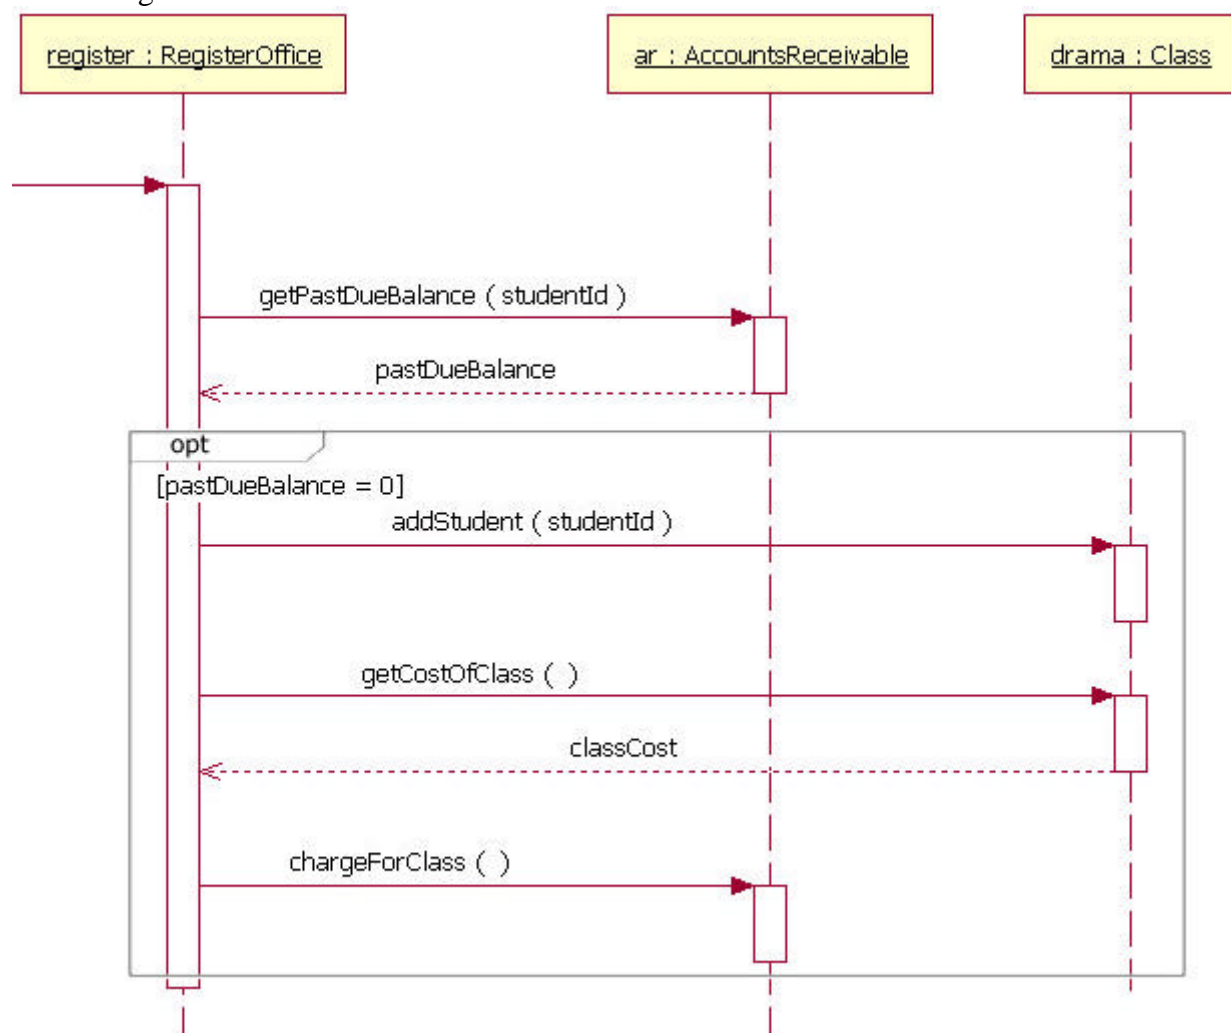 register : RegisterOffice
ar : AccountsReceivable
drama : Class
getPastDueBalance ( studentId )
pastDueBalance
opt
[pastDueBalance = 0]
addStudent ( studentId )
getCostOfClass ( )
classCost
chargeForClass ( )